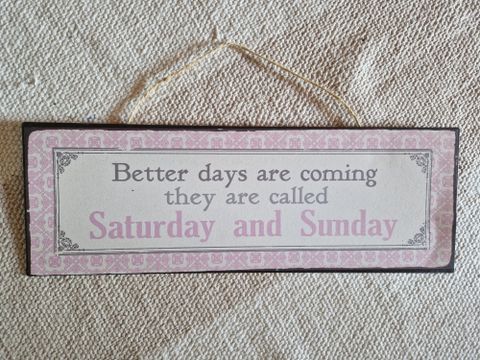 Better days are coming
they are called
Saturday and Sunday